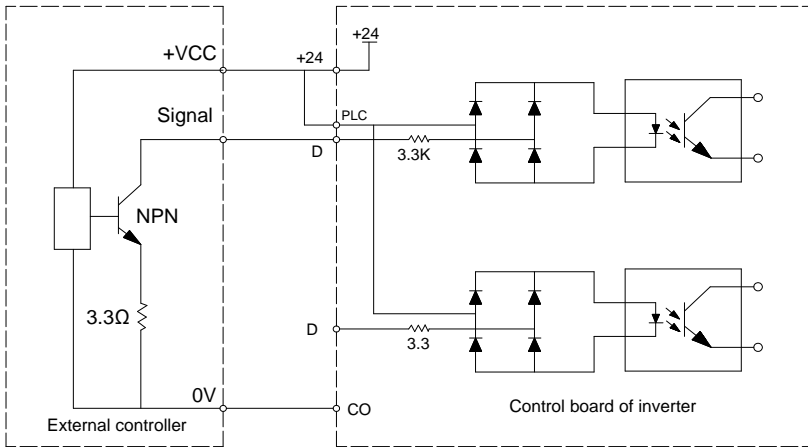 +24
+VCC
+24
Signal
PLC
D
3.3K
NPN
3.3Ω
D
3.3
0V
CO
External controller
Control board of inverter